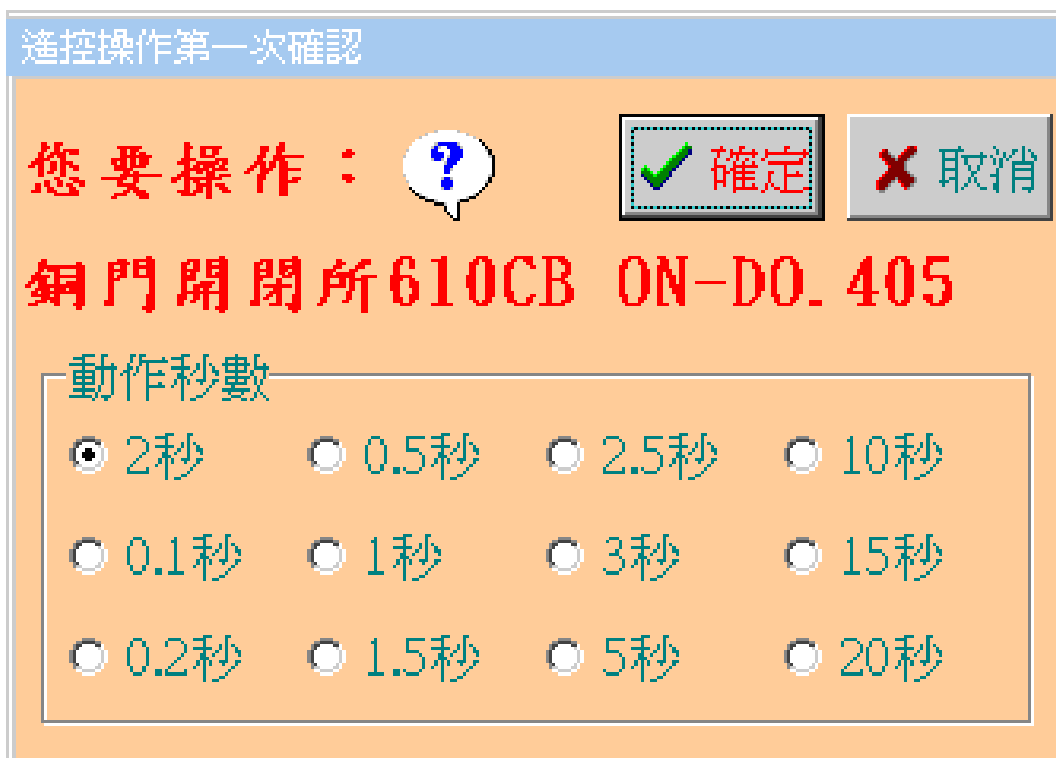 遙控操作第一次確認
您要操作：? 確定 取消
銅門開閉所610CB ON-DO. 405
動作秒數
2秒 0.5秒 2.5秒 10秒
0.1秒 1秒 3秒 15秒
0.2秒 1.5秒 5秒 20秒